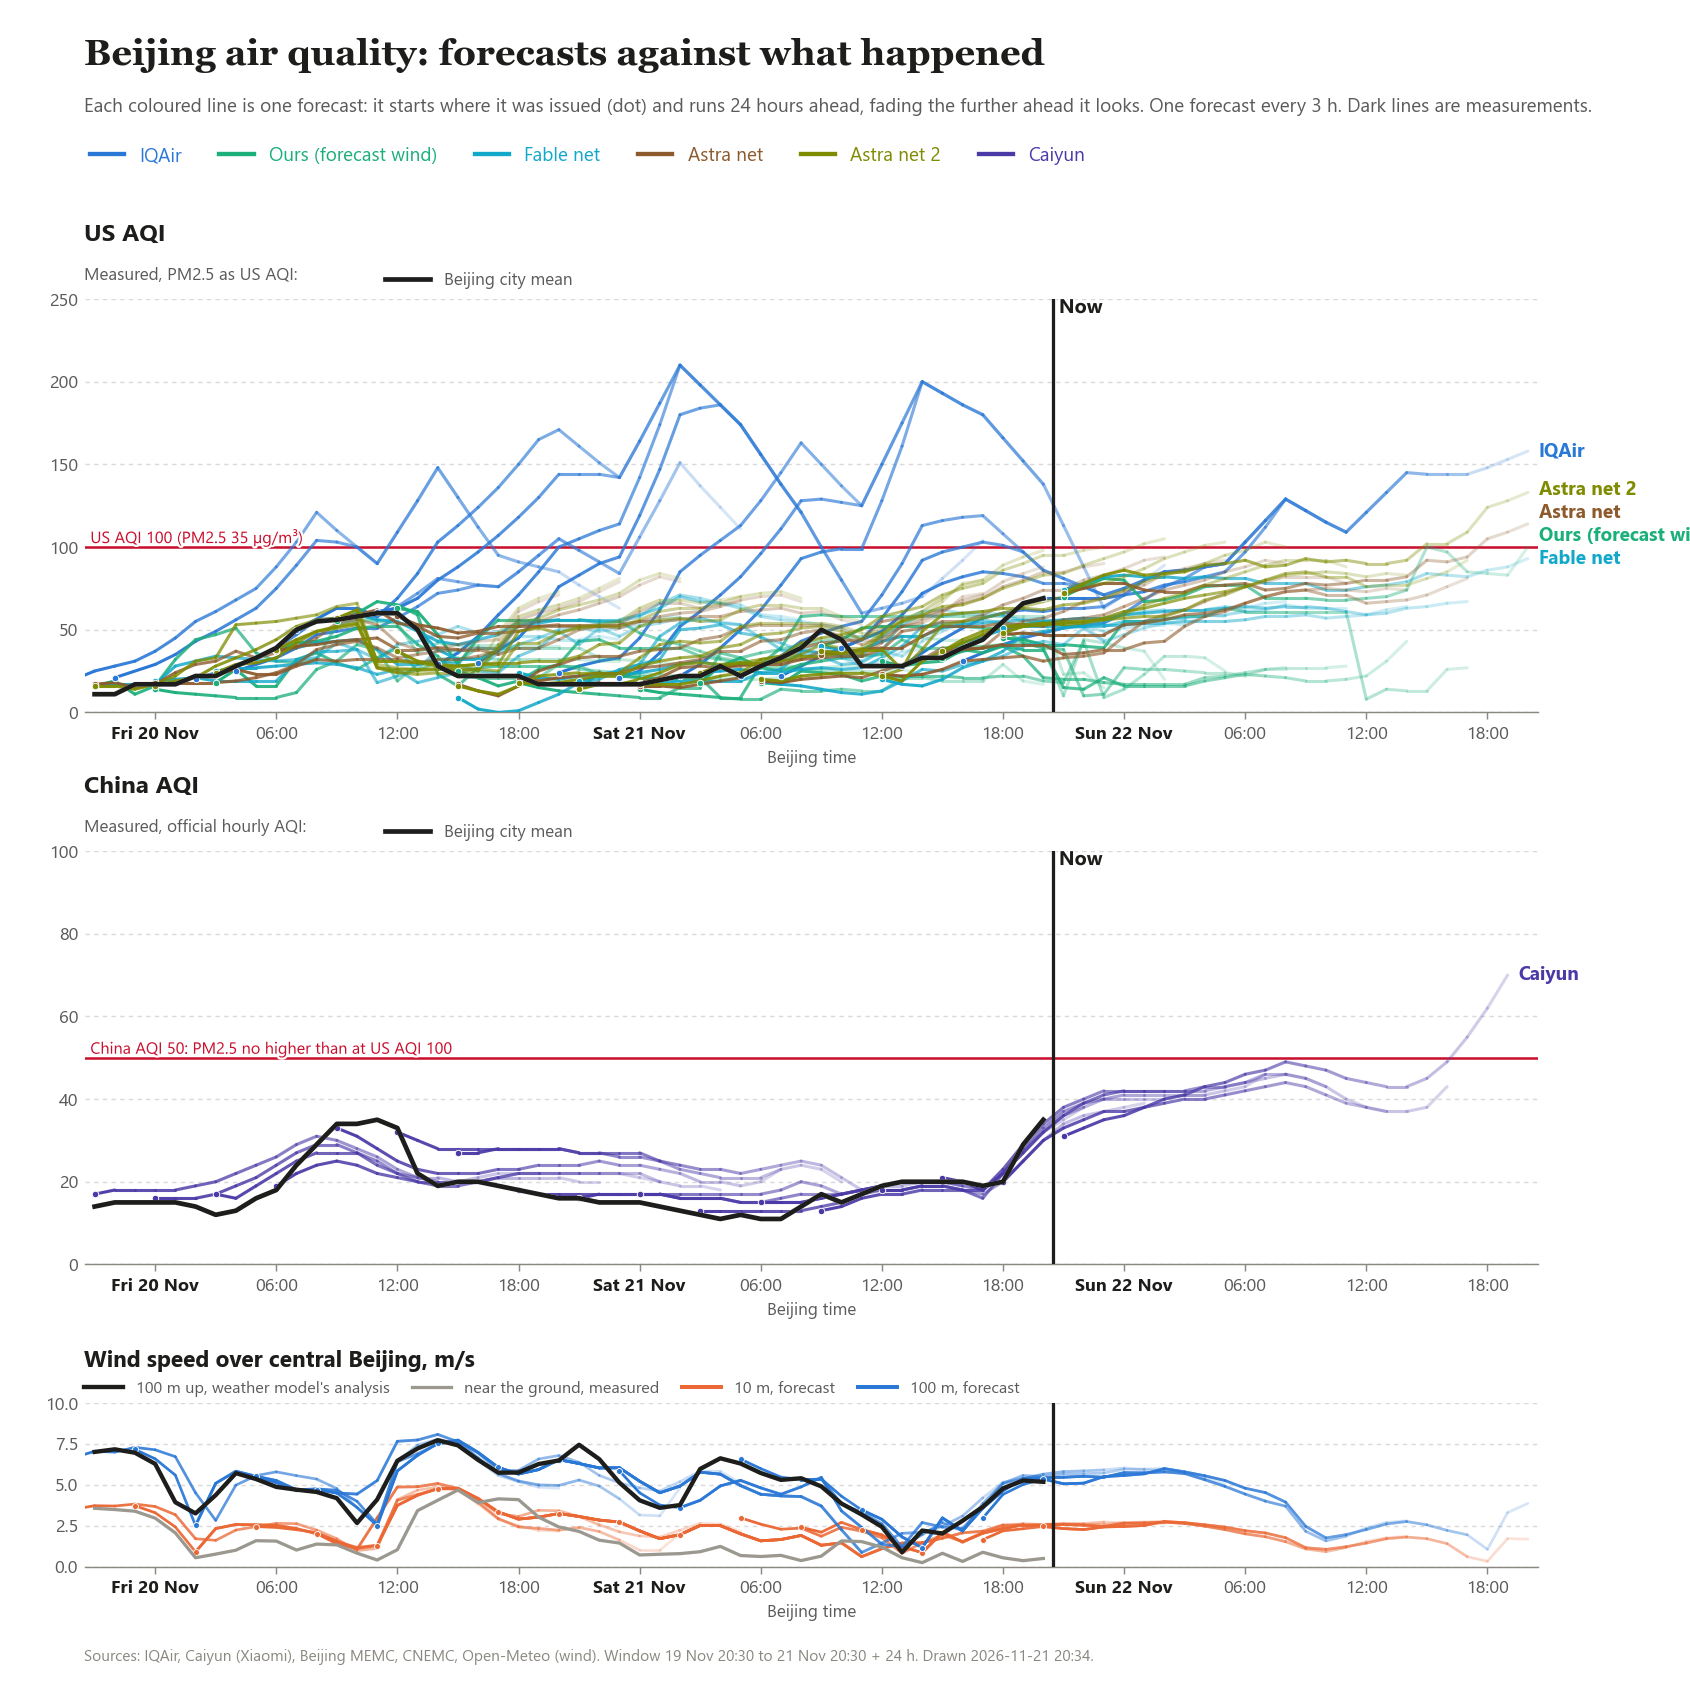 Beijing air quality: forecasts against what happened
Each coloured line is one forecast: it starts where it was issued (dot) and runs 24 hours ahead, fading the further ahead it looks. One forecast every 3 h. Dark lines are measurements.
IQAir Ours (forecast wind) Fable net Astra net Astra net 2 Caiyun
US AQI
Measured, PM2.5 as US AQI: Beijing city mean
250
Now
200
150
IQAir
Astra net 2
Astra net
US AQI 100 (PM2.5 35 µg/m³)
Ours (forecast wi
100
Fable net
50
0
Fri 20 Nov 06:00 12:00 18:00 Sat 21 Nov 06:00 12:00 18:00 Sun 22 Nov 06:00 12:00 18:00
Beijing time
China AQI
Measured, official hourly AQI: Beijing city mean
100
Now
80
Caiyun
60
China AQI 50: PM2.5 no higher than at US AQI 100
40
20
0
Fri 20 Nov 06:00 12:00 18:00 Sat 21 Nov 06:00 12:00 18:00 Sun 22 Nov 06:00 12:00 18:00
Beijing time
Wind speed over central Beijing, m/s
100 m up, weather model's analysis near the ground, measured 10 m, forecast 100 m, forecast
10.0
7.5
5.0
2.5
0.0
Fri 20 Nov 06:00 12:00 18:00 Sat 21 Nov 06:00 12:00 18:00 Sun 22 Nov 06:00 12:00 18:00
Beijing time
Sources: IQAir, Caiyun (Xiaomi), Beijing MEMC, CNEMC, Open-Meteo (wind). Window 19 Nov 20:30 to 21 Nov 20:30 + 24 h. Drawn 2026-11-21 20:34.